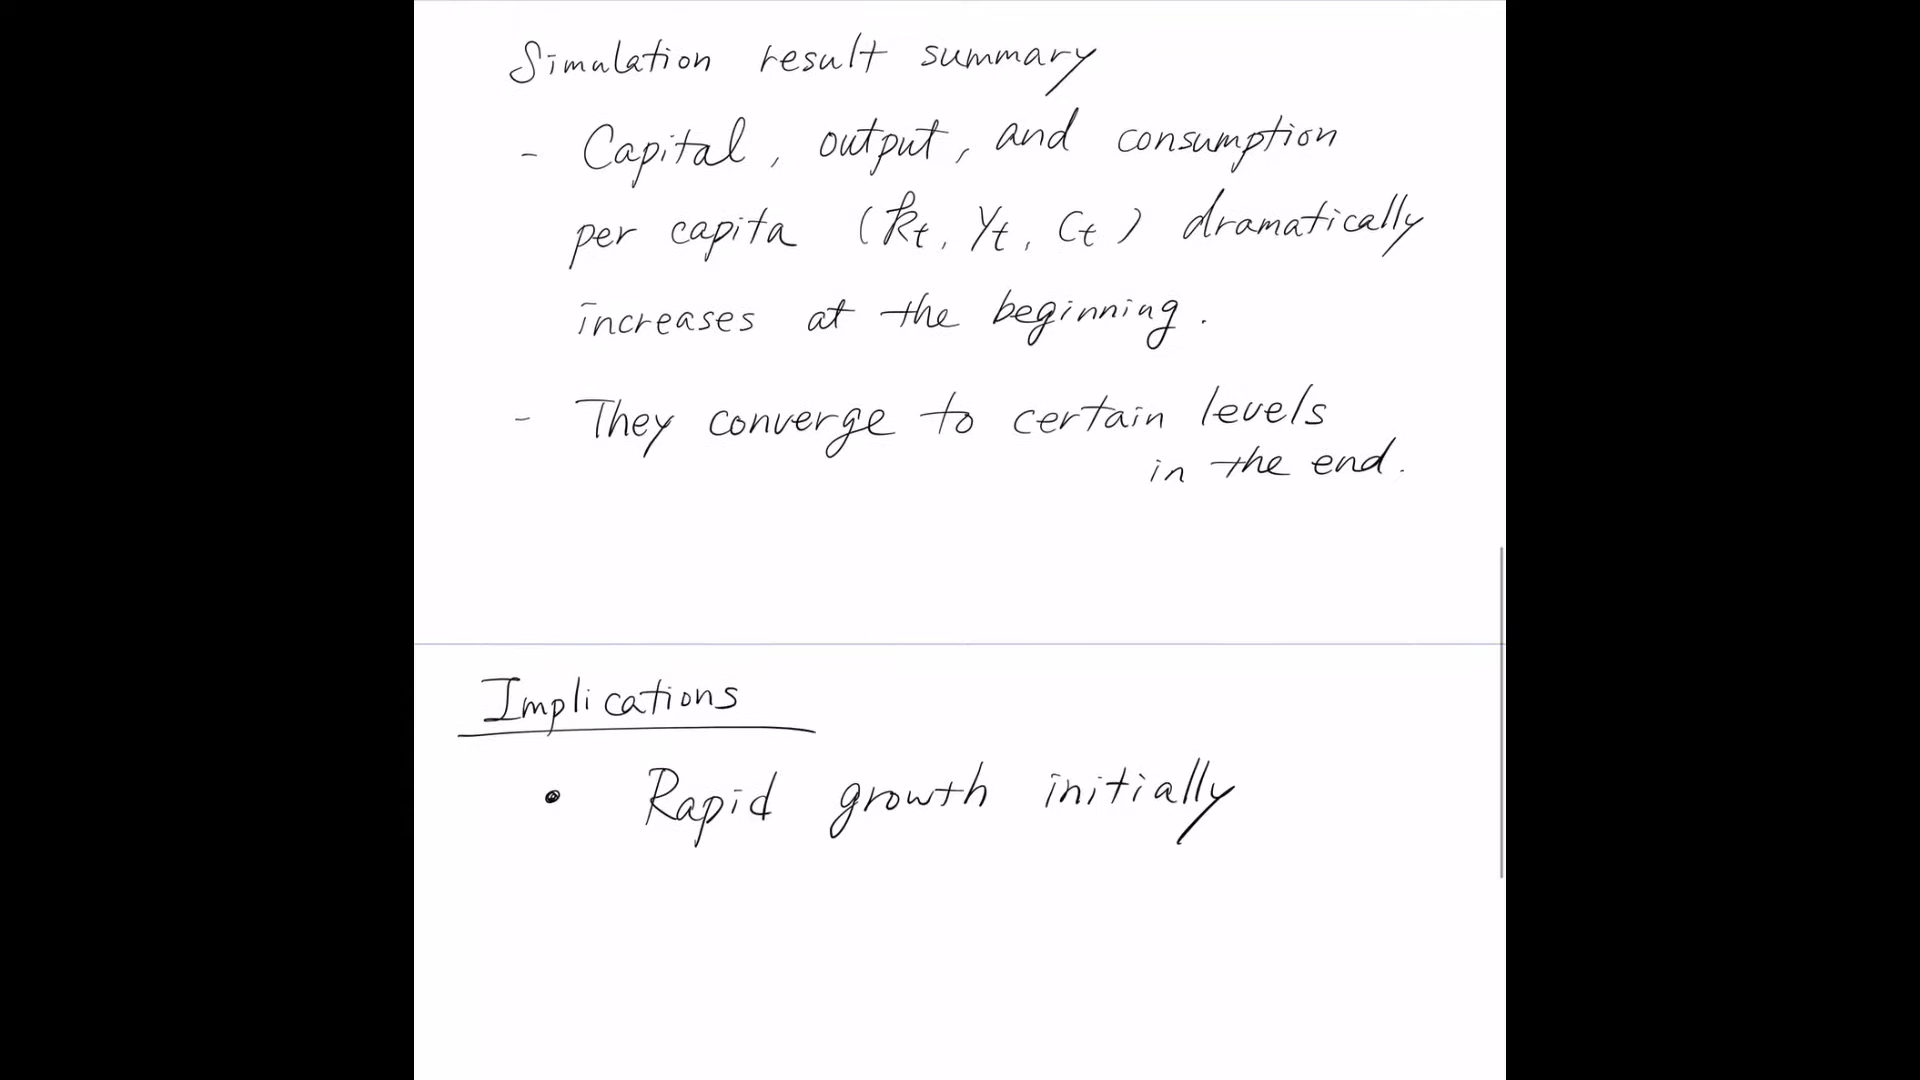 Simulation result summary
- Capital, output, and consumption
per capita (kt, yt, Ct) dramatically
increases at the beginning.
- They converge to certain levels
in the end.
Implications
• Rapid growth initially